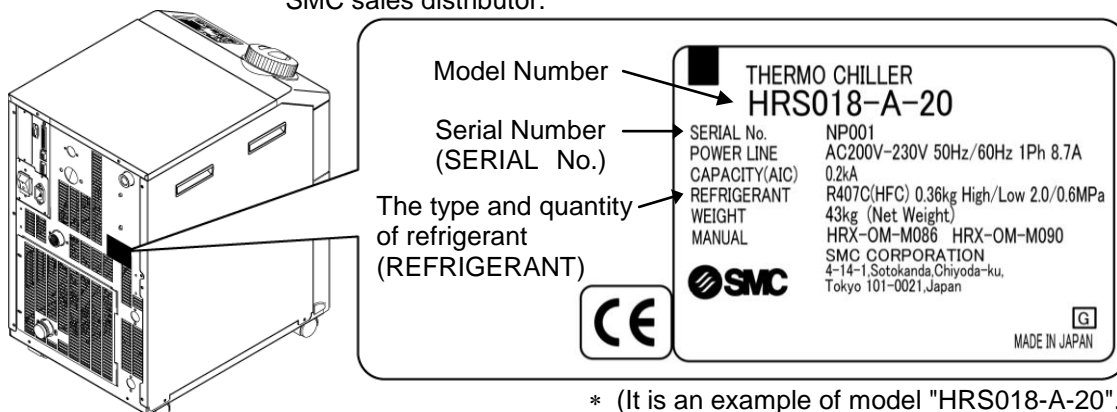 SMC sales distributor.
Model Number
Serial Number
(SERIAL No.)
The type and quantity
of refrigerant
(REFRIGERANT)
THERMO CHILLER
HRS018-A-20
SERIAL No. NP001
POWER LINE AC200V-230V 50Hz/60Hz 1Ph 8.7A
CAPACITY(AIC) 0.2kA
REFRIGERANT R407C(HFC) 0.36kg High/Low 2.0/0.6MPa
WEIGHT 43kg (Net Weight)
MANUAL HRX-OM-M086 HRX-OM-M090
SMC CORPORATION
4-14-1,Sotokanda,Chiyoda-ku,
Tokyo 101-0021,Japan
SMC
CE
G
MADE IN JAPAN
* (It is an example of model "HRS018-A-20".